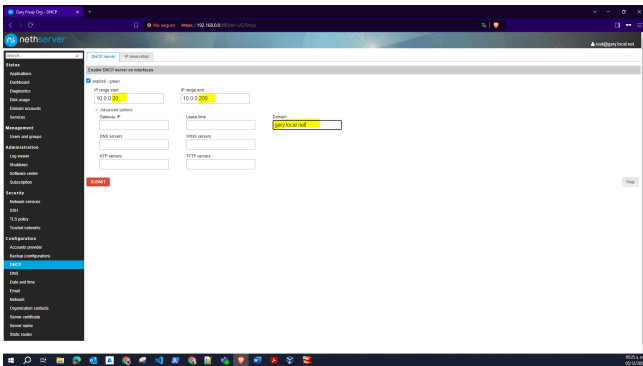 Gary Freay Org - DHCP
No seguro https://192.168.0.8:980/en-US/Dhcp
nethserver
root@gary.local.net
Search...
DHCP server IP reservation
Status
Enable DHCP server on interfaces
Applications
enp0s8 - green
Dashboard
IP range start IP range end
Diagnostics
10.0.0.20 10.0.0.200
Disk usage
Domain accounts
Advanced options
Services
Gateway IP Lease time Domain
gary.local.net
Management
Users and groups
DNS servers WINS servers
Administration
Log viewer
NTP servers TFTP servers
Shutdown
Software center
Subscription
SUBMIT Help
Security
Network services
SSH
TLS policy
Trusted networks
Configuration
Accounts provider
Backup (configuration)
DHCP
DNS
Date and time
Email
Network
Organization contacts
Server certificate
Server name
Static routes